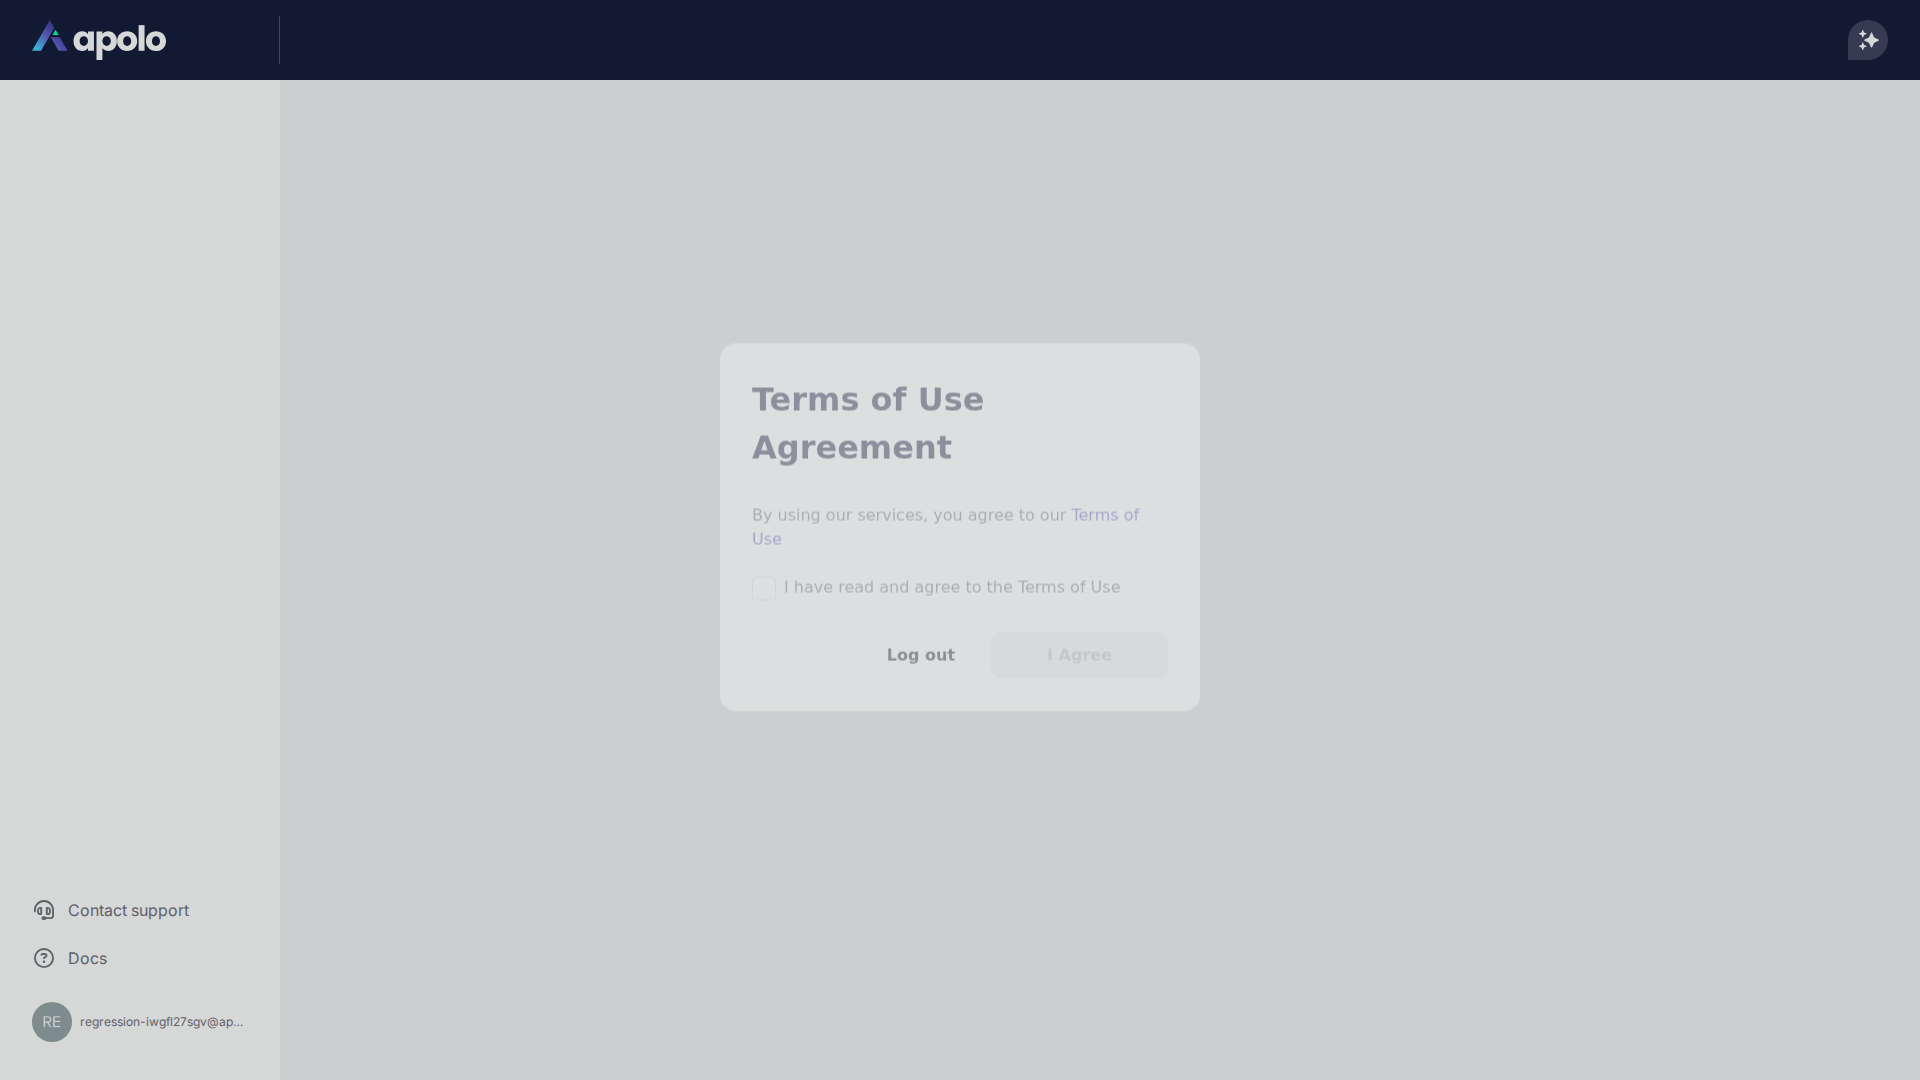 apolo
Terms of Use
Agreement
By using our services, you agree to our Terms of
Use
I have read and agree to the Terms of Use
Log out
I Agree
Contact support
Docs
RE
regression-iwgfl27sgv@ap...